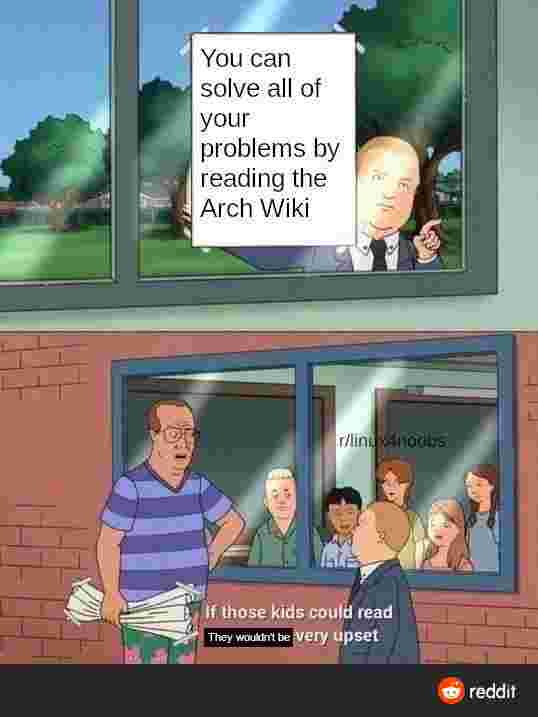 You can
solve all of
your
problems by
reading the
Arch Wiki
r/linux4noobs
If those kids could read
They wouldn't be very upset
reddit